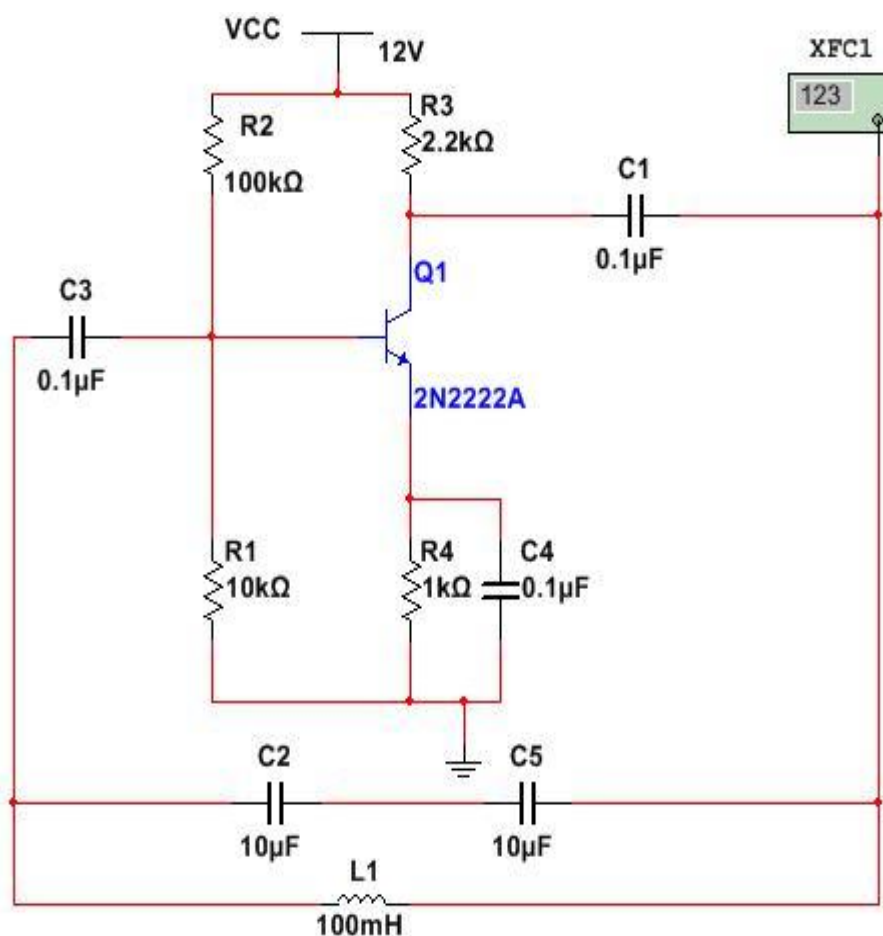 VCC
12V
XFC1
123
R2
100kΩ
R3
2.2kΩ
C1
0.1µF
Q1
2N2222A
C3
0.1µF
R1
10kΩ
R4
1kΩ
C4
0.1µF
C2
10µF
C5
10µF
L1
100mH